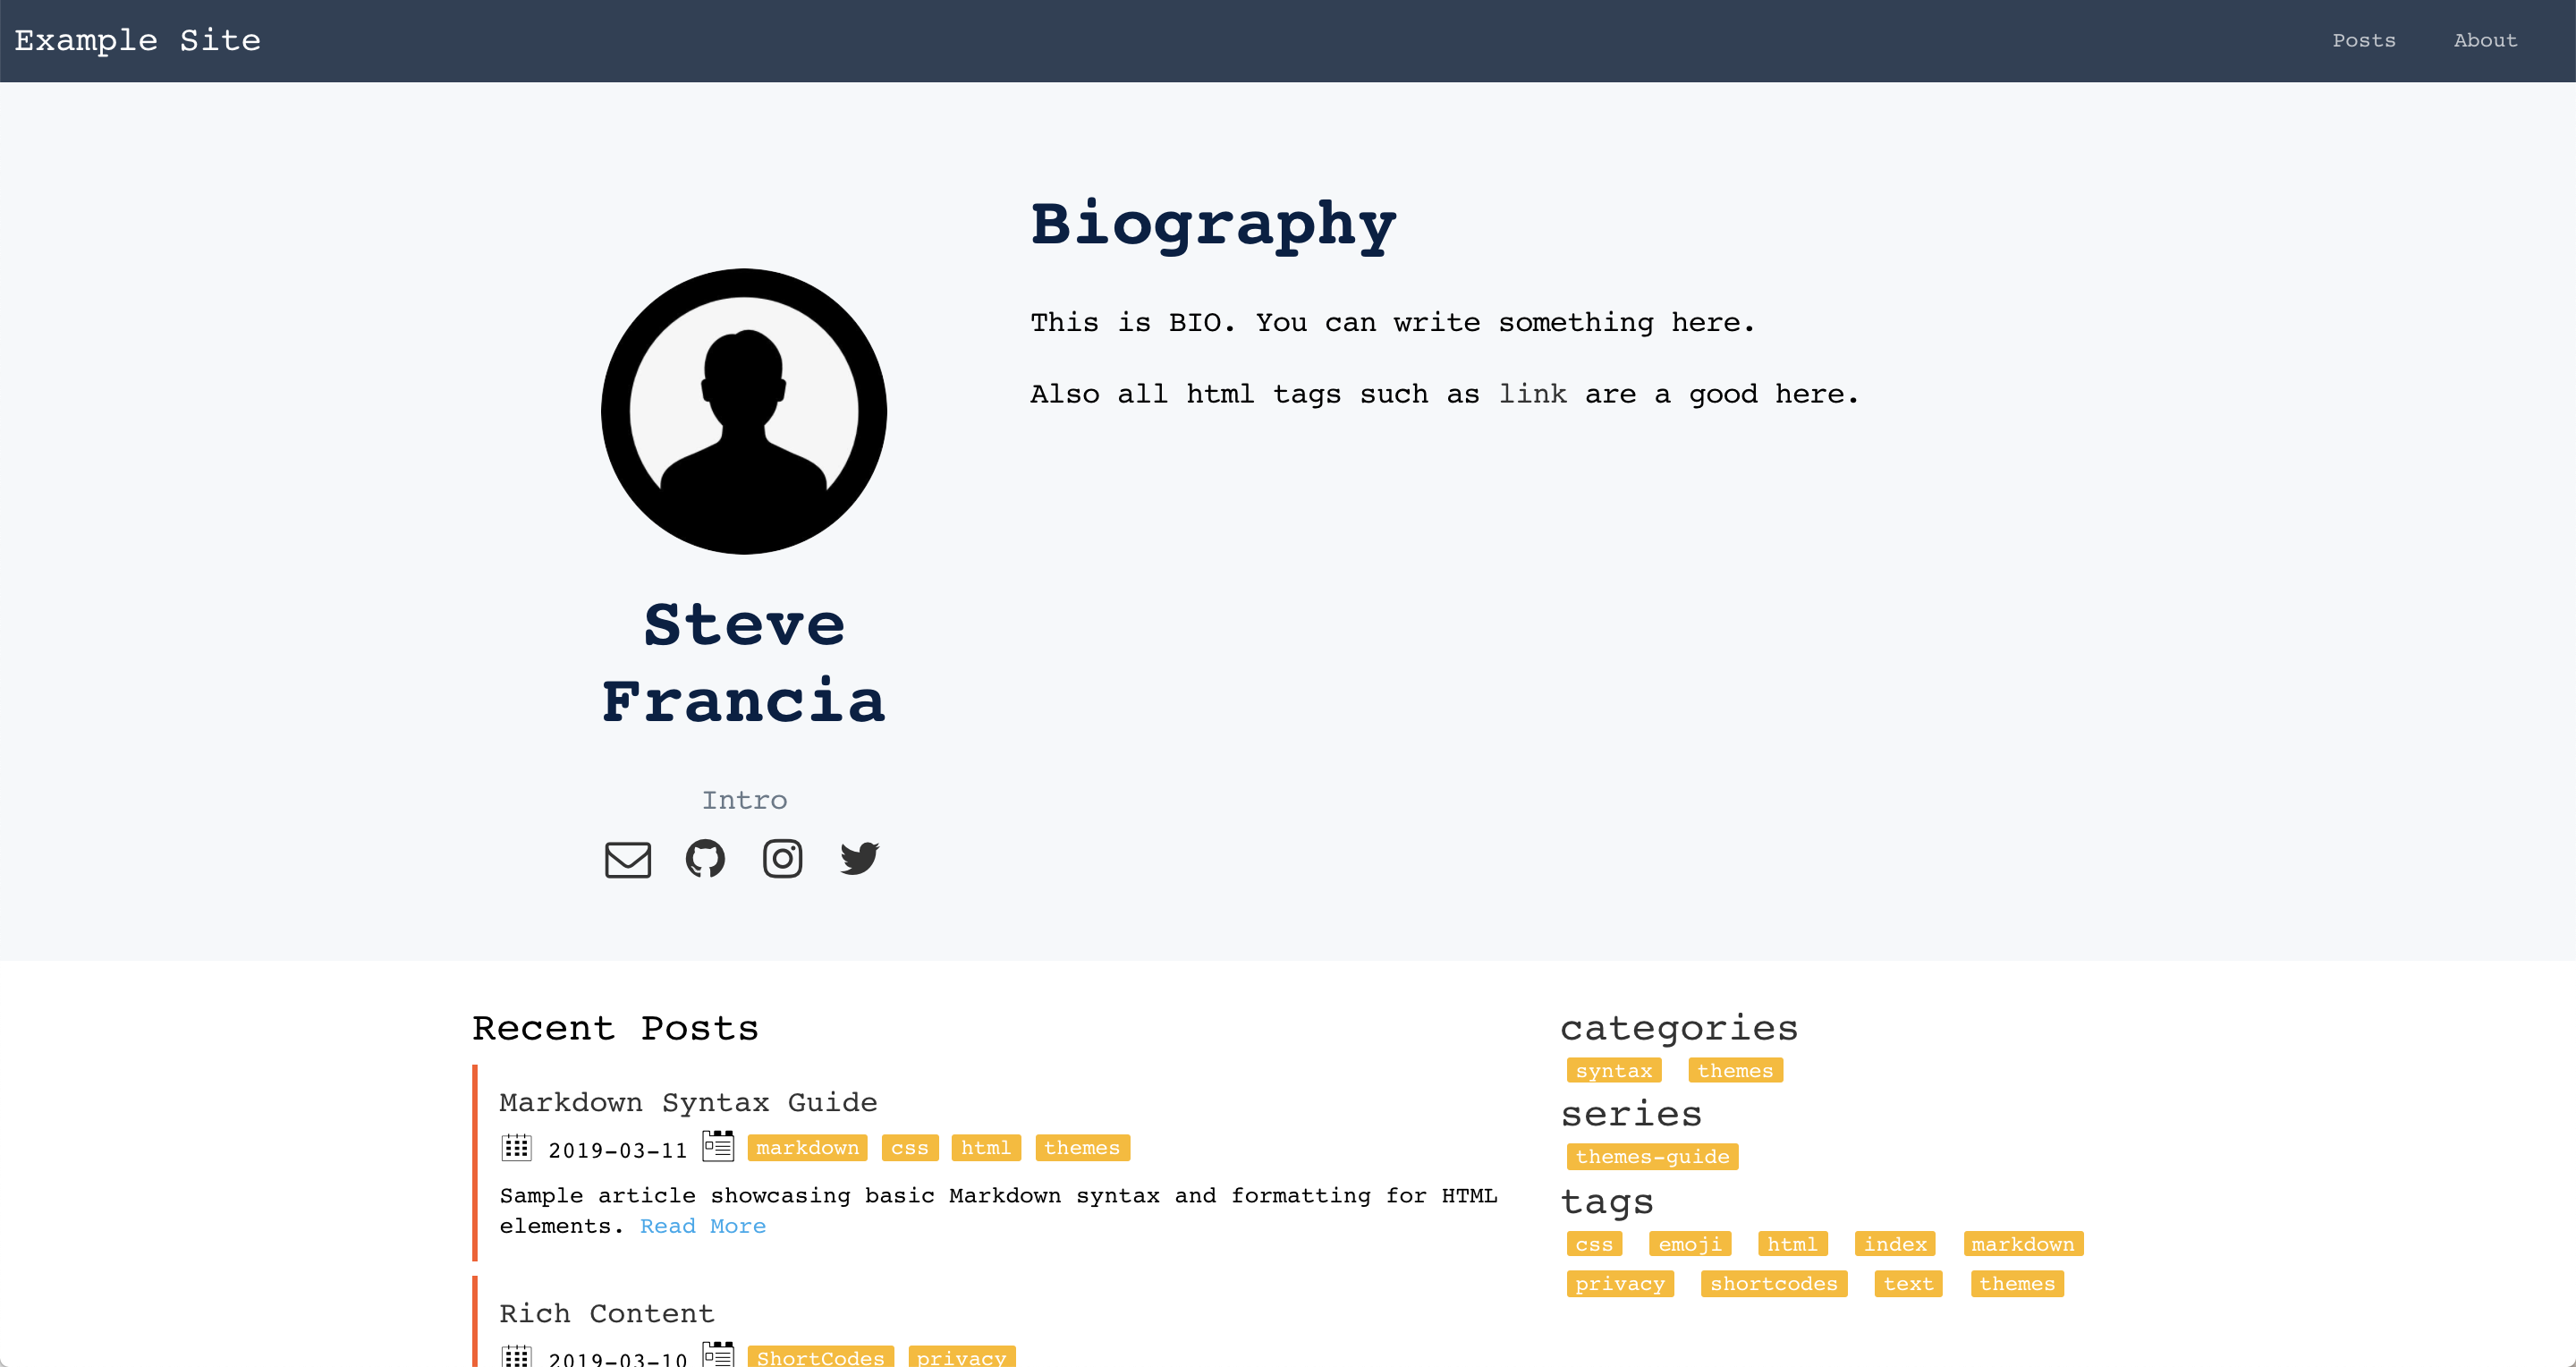 Example Site
Posts
About
Biography
This is BIO. You can write something here.
Also all html tags such as link are a good here.
Steve
Francia
Intro
Recent Posts
Markdown Syntax Guide
2019-03-11 markdown css html themes
Sample article showcasing basic Markdown syntax and formatting for HTML
elements. Read More
Rich Content
2019-03-10 ShortCodes privacy
categories
syntax themes
series
themes-guide
tags
css emoji html index markdown
privacy shortcodes text themes